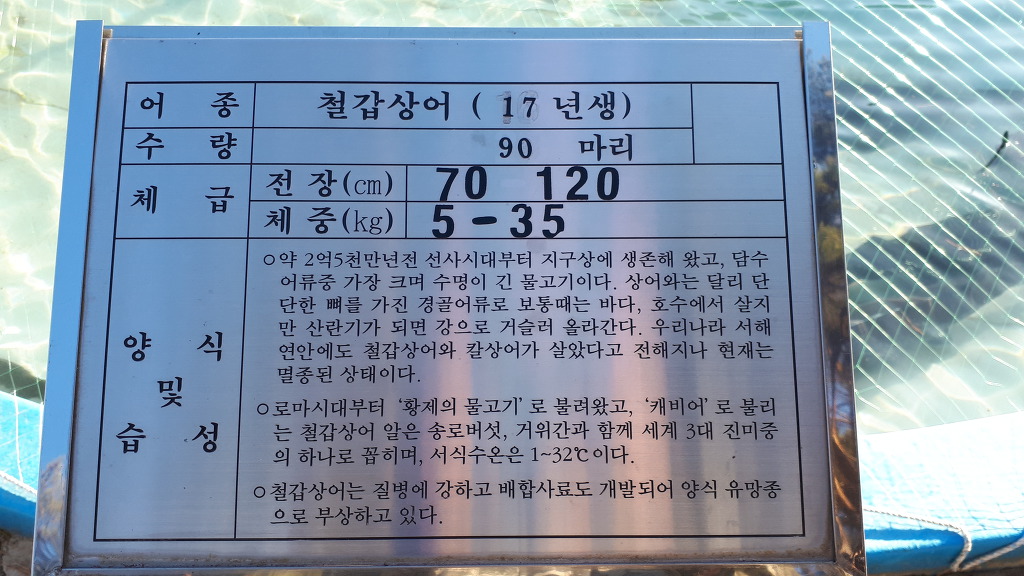 어 종 철갑상어 ( 17 년생)
수 량 90 마리
체 급 전 장(cm) 70 120
체 중(kg) 5-35
양 식 및 습 성
○약 2억5천만년전 선사시대부터 지구상에 생존해 왔고, 담수
어류중 가장 크며 수명이 긴 물고기이다. 상어와는 달리 단
단한 뼈를 가진 경골어류로 보통때는 바다, 호수에서 살지
만 산란기가 되면 강으로 거슬러 올라간다. 우리나라 서해
연안에도 철갑상어와 칼상어가 살았다고 전해지나 현재는
멸종된 상태이다.
○로마시대부터 '황제의 물고기'로 불려왔고, '캐비어'로 불리
는 철갑상어 알은 송로버섯, 거위간과 함께 세계 3대 진미중
의 하나로 꼽히며, 서식수온은 1~32℃이다.
○철갑상어는 질병에 강하고 배합사료도 개발되어 양식 유망종
으로 부상하고 있다.